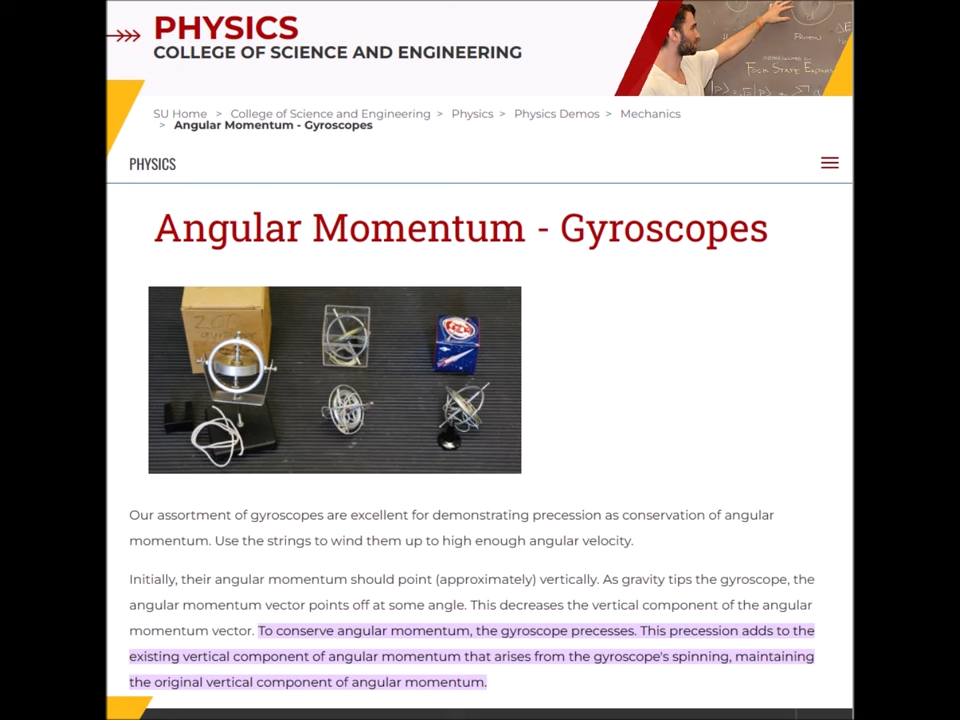 PHYSICS
COLLEGE OF SCIENCE AND ENGINEERING
SU Home > College of Science and Engineering > Physics > Physics Demos > Mechanics
> Angular Momentum - Gyroscopes
PHYSICS
Angular Momentum - Gyroscopes
Our assortment of gyroscopes are excellent for demonstrating precession as conservation of angular
momentum. Use the strings to wind them up to high enough angular velocity.
Initially, their angular momentum should point (approximately) vertically. As gravity tips the gyroscope, the
angular momentum vector points off at some angle. This decreases the vertical component of the angular
momentum vector. To conserve angular momentum, the gyroscope precesses. This precession adds to the
existing vertical component of angular momentum that arises from the gyroscope's spinning, maintaining
the original vertical component of angular momentum.